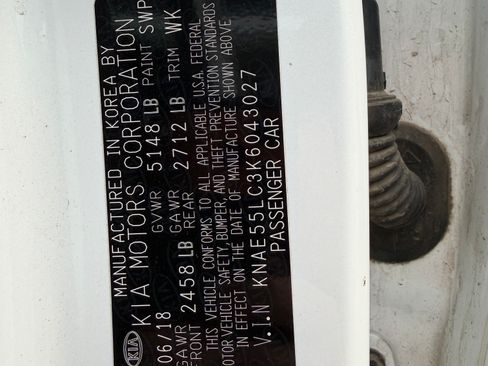 MANUFACTURED IN KOREA BY
KIA KIA MOTORS CORPORATION
06/18 GVWR 5148 LB PAINT SWP
GAWR FRONT 2458 LB GAWR REAR 2712 LB TRIM WK
THIS VEHICLE CONFORMS TO ALL APPLICABLE U.S.A. FEDERAL
MOTOR VEHICLE SAFETY, BUMPER, AND THEFT PREVENTION STANDARDS
IN EFFECT ON THE DATE OF MANUFACTURE SHOWN ABOVE
V.I.N KNAE55LC3K6043027
PASSENGER CAR